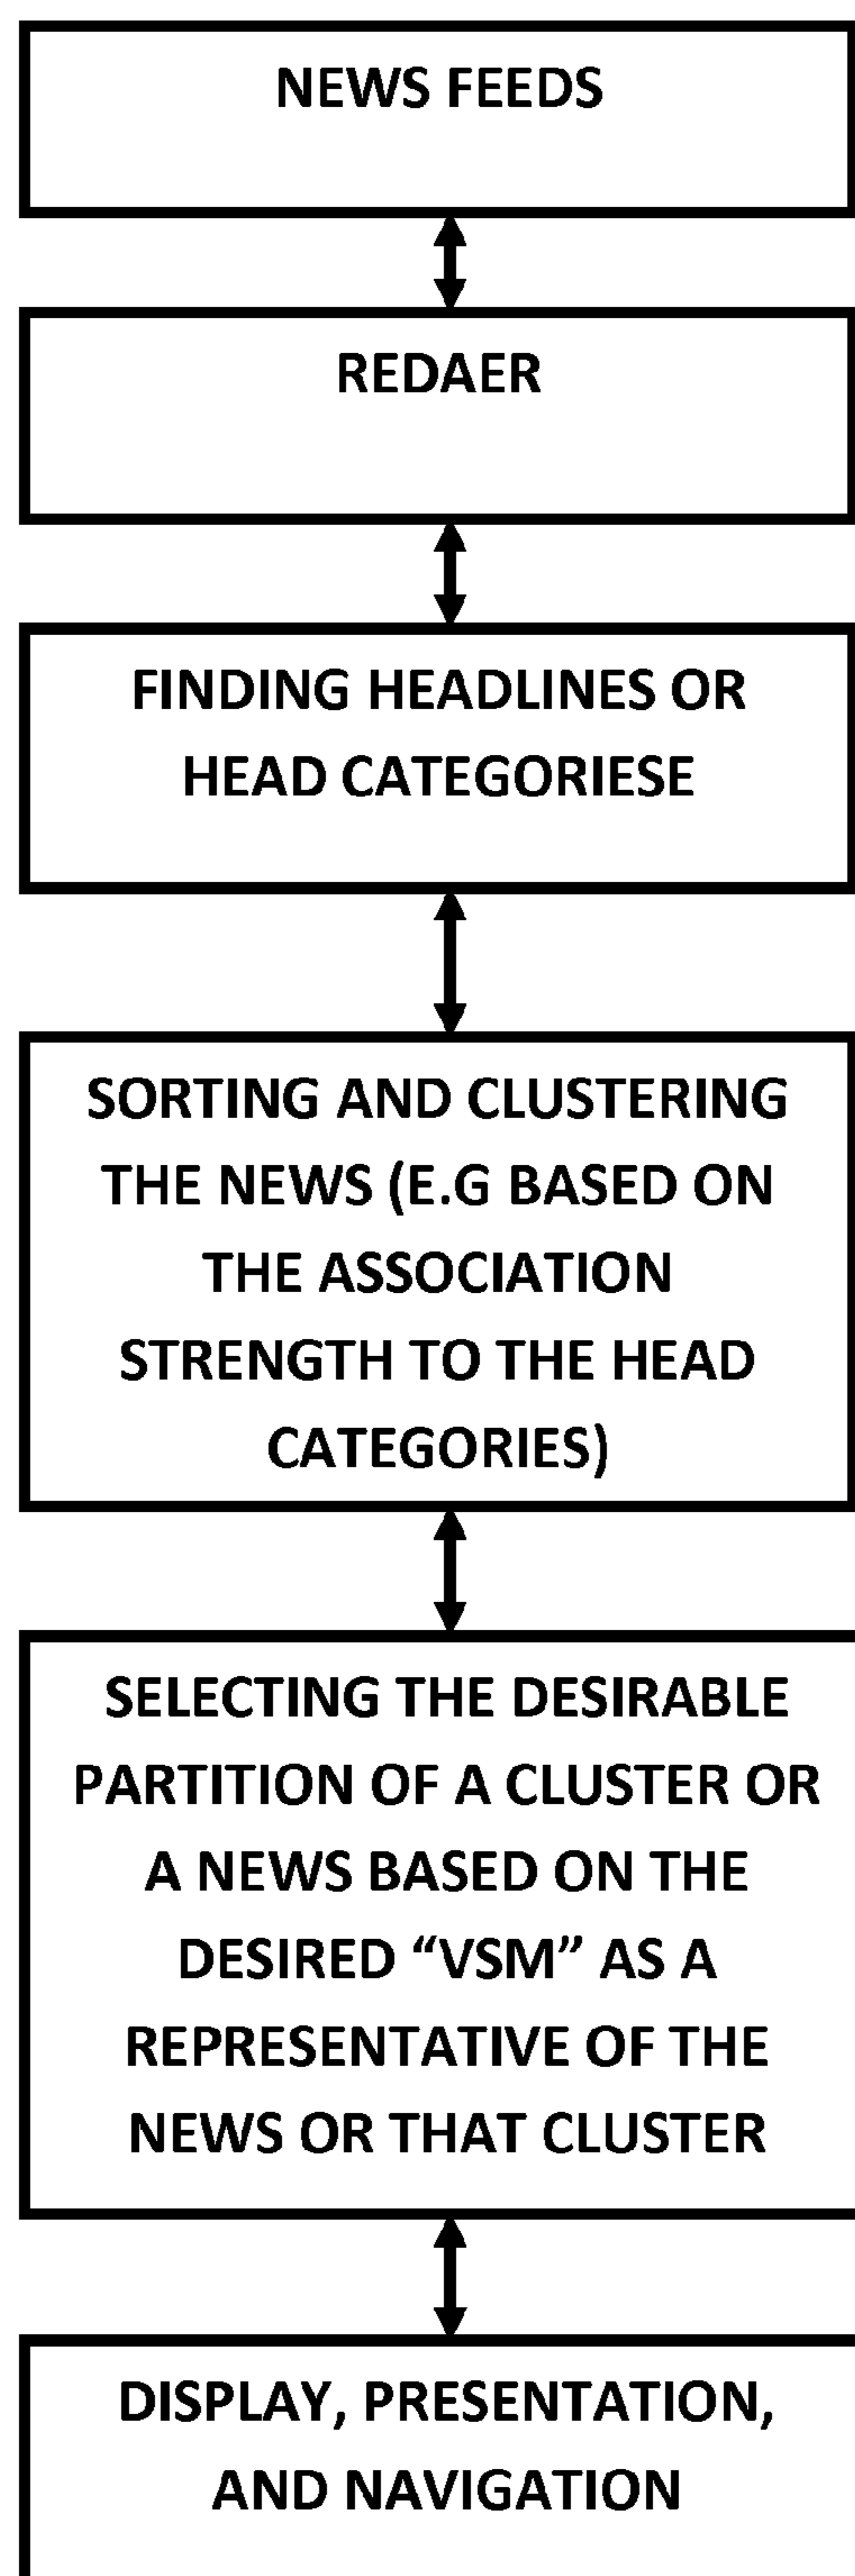 NEWS FEEDS
REDAER
FINDING HEADLINES OR
HEAD CATEGORIESE
SORTING AND CLUSTERING
THE NEWS (E.G BASED ON
THE ASSOCIATION
STRENGTH TO THE HEAD
CATEGORIES)
SELECTING THE DESIRABLE
PARTITION OF A CLUSTER OR
A NEWS BASED ON THE
DESIRED “VSM” AS A
REPRESENTATIVE OF THE
NEWS OR THAT CLUSTER
DISPLAY, PRESENTATION,
AND NAVIGATION